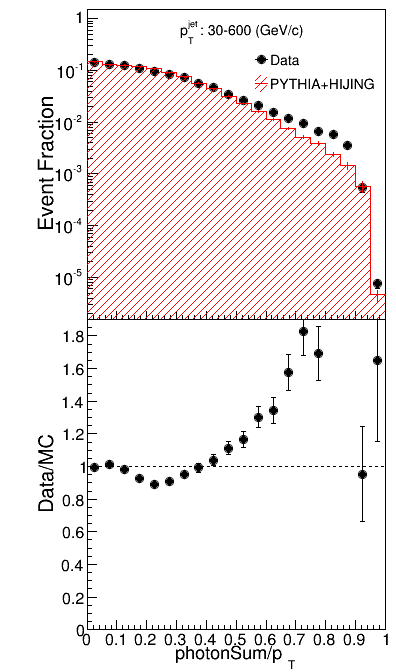 p_T^jet : 30-600 (GeV/c)
Data
PYTHIA+HIJING
Event Fraction
1
10^-1
10^-2
10^-3
10^-4
10^-5
Data/MC
1.8
1.6
1.4
1.2
1
0.8
0.6
0.4
0.2
0
0 0.1 0.2 0.3 0.4 0.5 0.6 0.7 0.8 0.9 1
photonSum/p_T